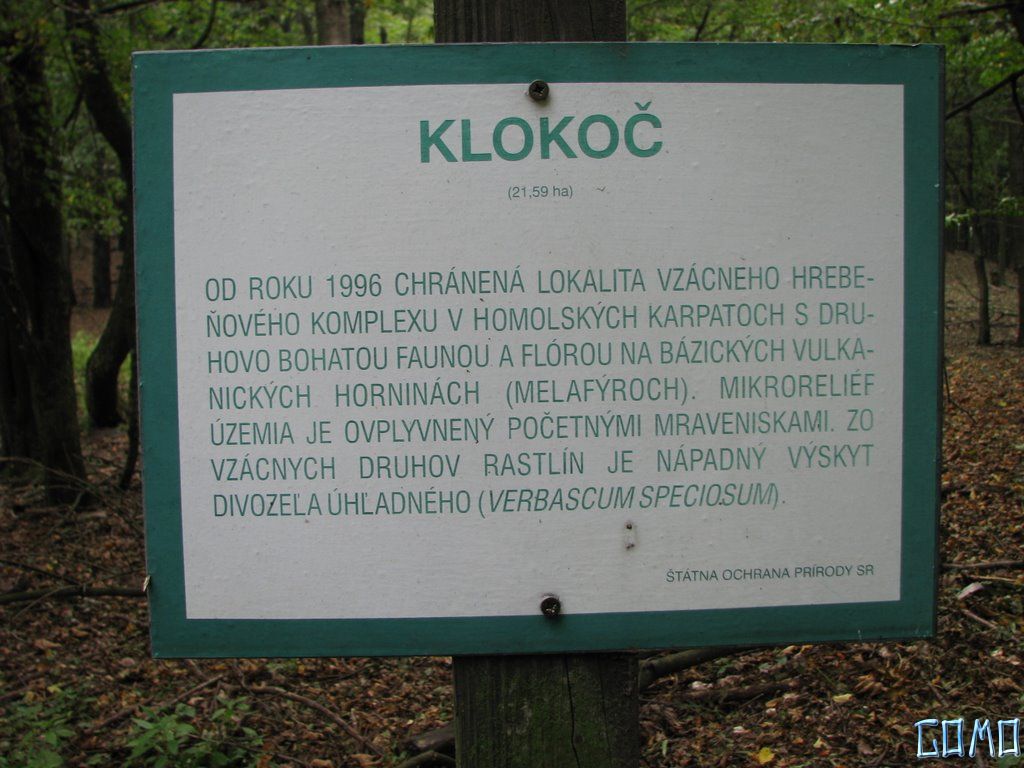 KLOKOČ
(21,59 ha)
OD ROKU 1996 CHRÁNENÁ LOKALITA VZÁCNEHO HREBE-
ŇOVÉHO KOMPLEXU V HOMOLSKÝCH KARPATOCH S DRU-
HOVO BOHATOU FAUNOU A FLÓROU NA BÁZICKÝCH VULKA-
NICKÝCH HORNINÁCH (MELAFÝROCH). MIKRORELIÉF
ÚZEMIA JE OVPLYVNENÝ POČETNÝMI MRAVENISKAMI. ZO
VZÁCNYCH DRUHOV RASTLÍN JE NÁPADNÝ VÝSKYT
DIVOZEĽA ÚHĽADNÉHO (VERBASCUM SPECIOSUM).
ŠTÁTNA OCHRANA PRÍRODY SR
GOMO